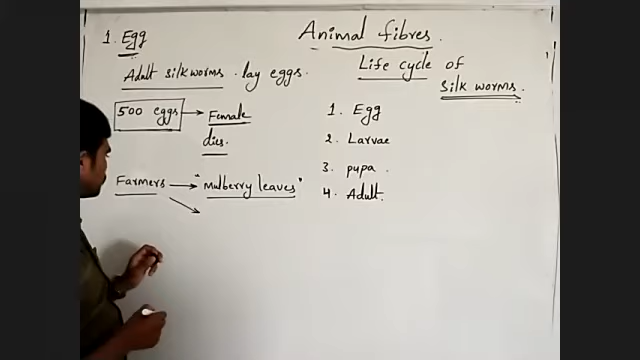 Animal fibres.
Life cycle of
silk worms.
1. Egg
Adult silkworms . lay eggs.
500 eggs → Female
dies.
Farmers → "Mulberry leaves"
1. Egg
2. Larvae
3. pupa .
4. Adult.